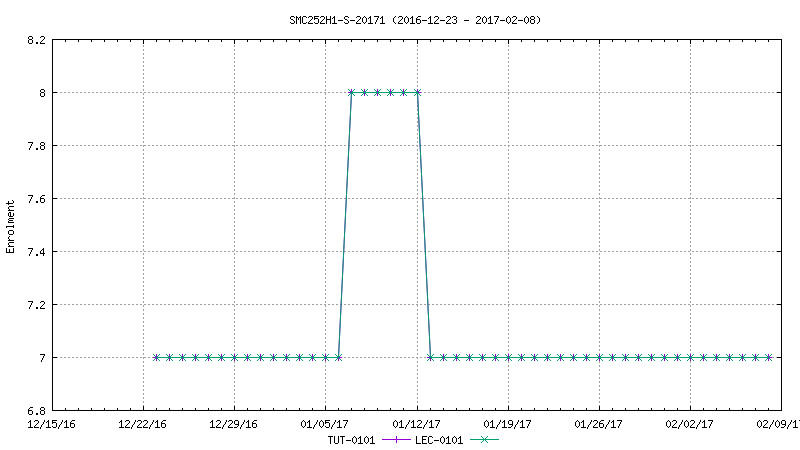 SMC252H1-S-20171 (2016-12-23 - 2017-02-08)
8.2
8
7.8
7.6
7.4
7.2
7
6.8
Enrolment
12/15/16 12/22/16 12/29/16 01/05/17 01/12/17 01/19/17 01/26/17 02/02/17 02/09/1
TUT-0101 LEC-0101